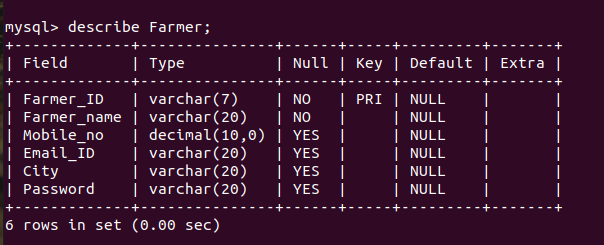 mysql> describe Farmer;
+-------------+---------------+------+-----+---------+-------+
| Field       | Type          | Null | Key | Default | Extra |
+-------------+---------------+------+-----+---------+-------+
| Farmer_ID   | varchar(7)    | NO   | PRI | NULL    |       |
| Farmer_name | varchar(20)   | NO   |     | NULL    |       |
| Mobile_no   | decimal(10,0) | YES  |     | NULL    |       |
| Email_ID    | varchar(20)   | YES  |     | NULL    |       |
| City        | varchar(20)   | YES  |     | NULL    |       |
| Password    | varchar(20)   | YES  |     | NULL    |       |
+-------------+---------------+------+-----+---------+-------+
6 rows in set (0.00 sec)